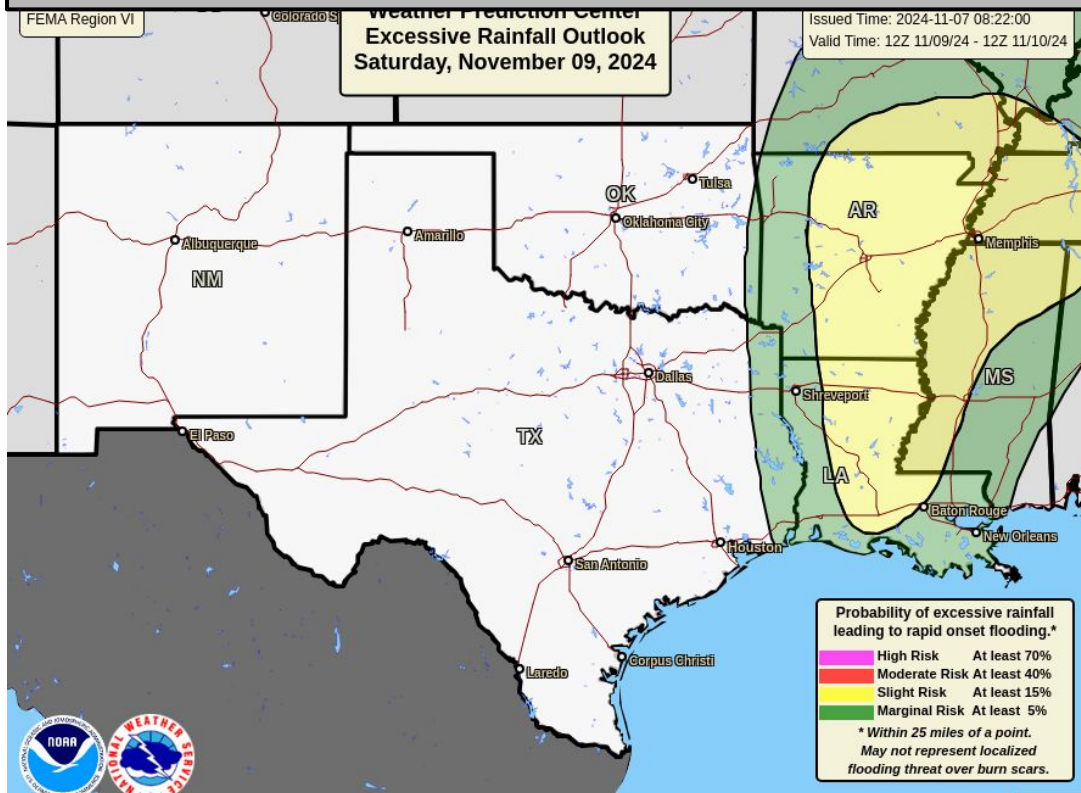 FEMA Region VI
Weather Prediction Center
Excessive Rainfall Outlook
Saturday, November 09, 2024
Issued Time: 2024-11-07 08:22:00
Valid Time: 12Z 11/09/24 - 12Z 11/10/24
Colorado S
Tulsa
OK
Oklahoma City
AR
Albuquerque
Amarillo
Memphis
NM
Dallas
MS
Shreveport
El Paso
TX
LA
Baton Rouge
New Orleans
Houston
San Antonio
Corpus Christi
Laredo
Probability of excessive rainfall
leading to rapid onset flooding.*
High Risk At least 70%
Moderate Risk At least 40%
Slight Risk At least 15%
Marginal Risk At least 5%
* Within 25 miles of a point.
May not represent localized
flooding threat over burn scars.
NOAA
NATIONAL WEATHER SERVICE